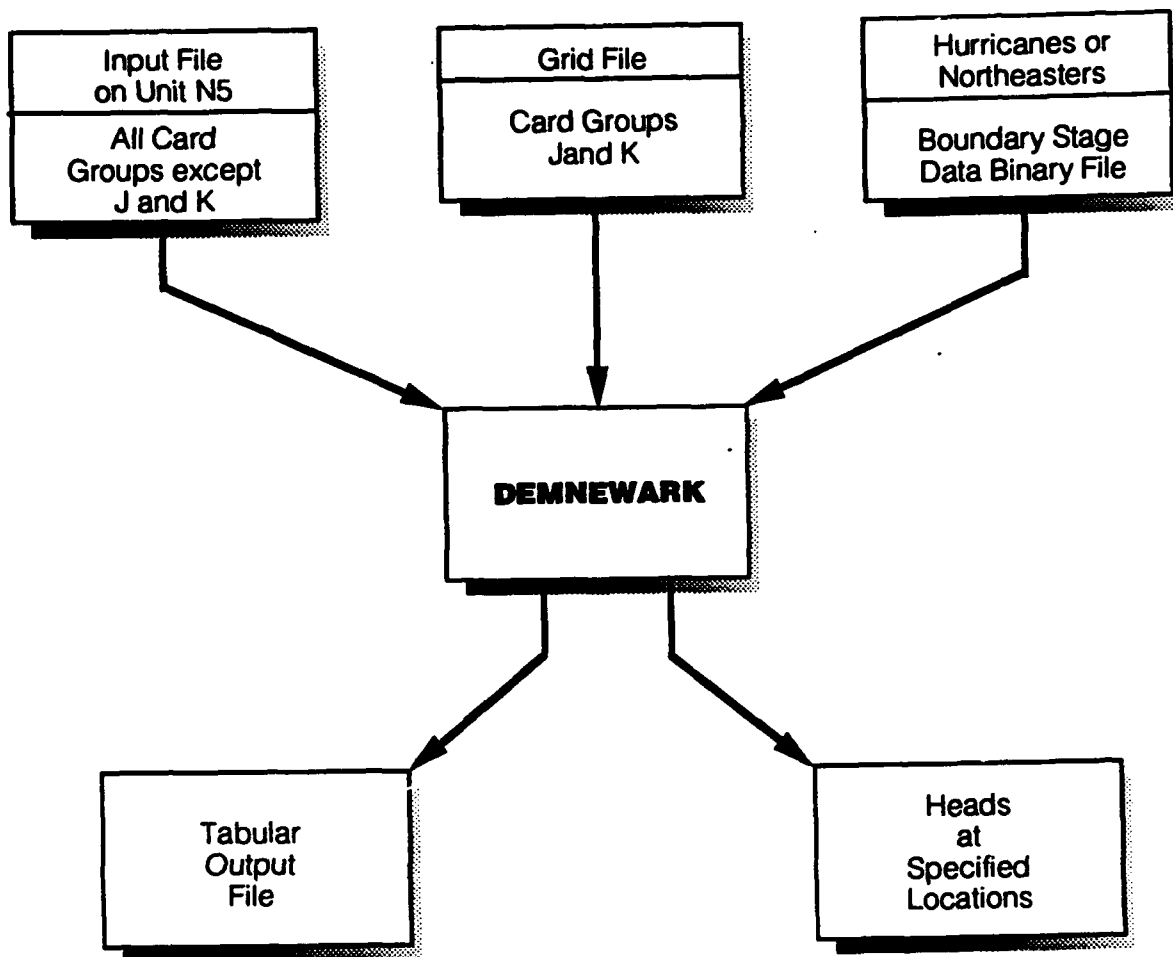 Input File
on Unit N5
All Card
Groups except
J and K
Grid File
Card Groups
Jand K
Hurricanes or
Northeasters
Boundary Stage
Data Binary File
DEMNEWARK
Tabular
Output
File
Heads
at
Specified
Locations